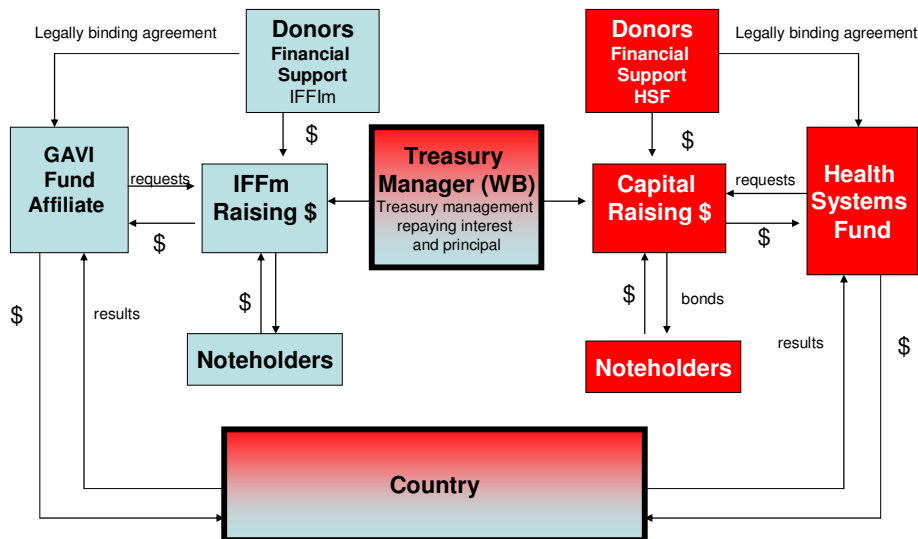 Donors
Financial
Support
IFFIm
Donors
Financial
Support
HSF
Legally binding agreement
Legally binding agreement
$
$
GAVI
Fund
Affiliate
requests
$
IFFm
Raising $
Treasury
Manager (WB)
Treasury management
repaying interest
and principal
Capital
Raising $
requests
$
Health
Systems
Fund
$
results
$
Noteholders
$
bonds
Noteholders
results
$
Country